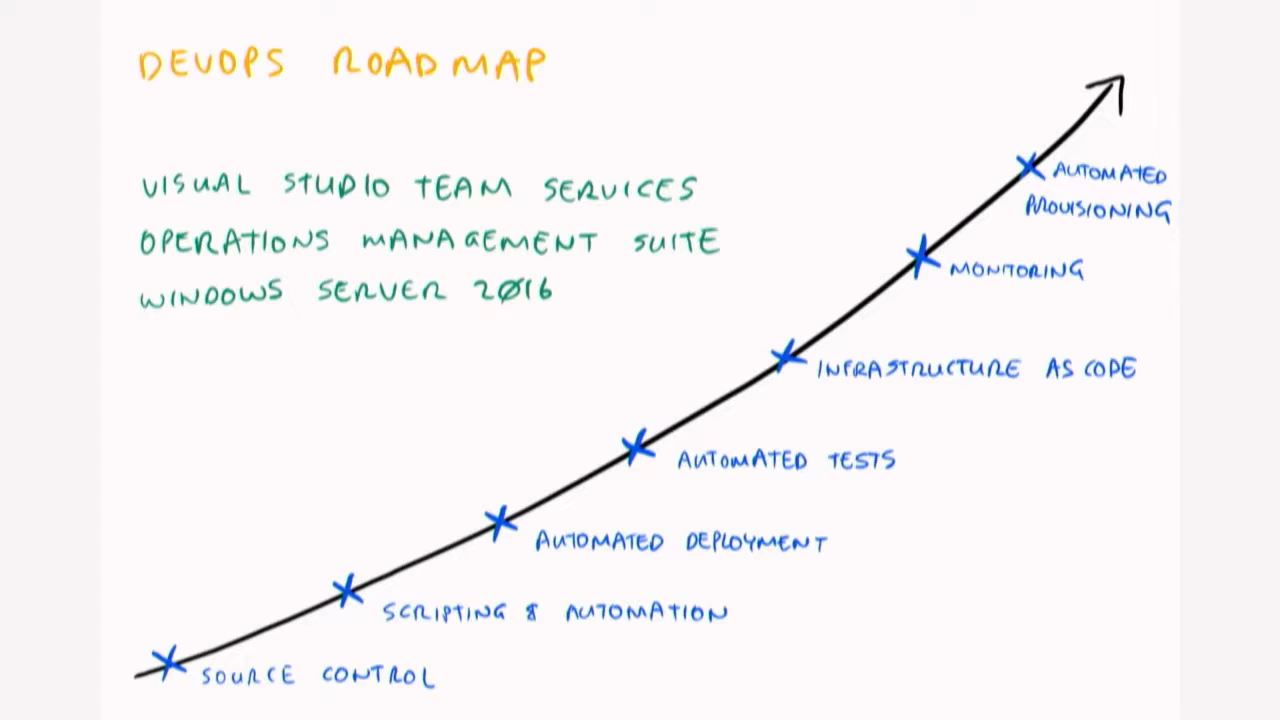 DEVOPS ROADMAP
VISUAL STUDIO TEAM SERVICES
OPERATIONS MANAGEMENT SUITE
WINDOWS SERVER 2016
AUTOMATED
PROVISIONING
MONITORING
INFRASTRUCTURE AS CODE
AUTOMATED TESTS
AUTOMATED DEPLOYMENT
SCRIPTING & AUTOMATION
SOURCE CONTROL